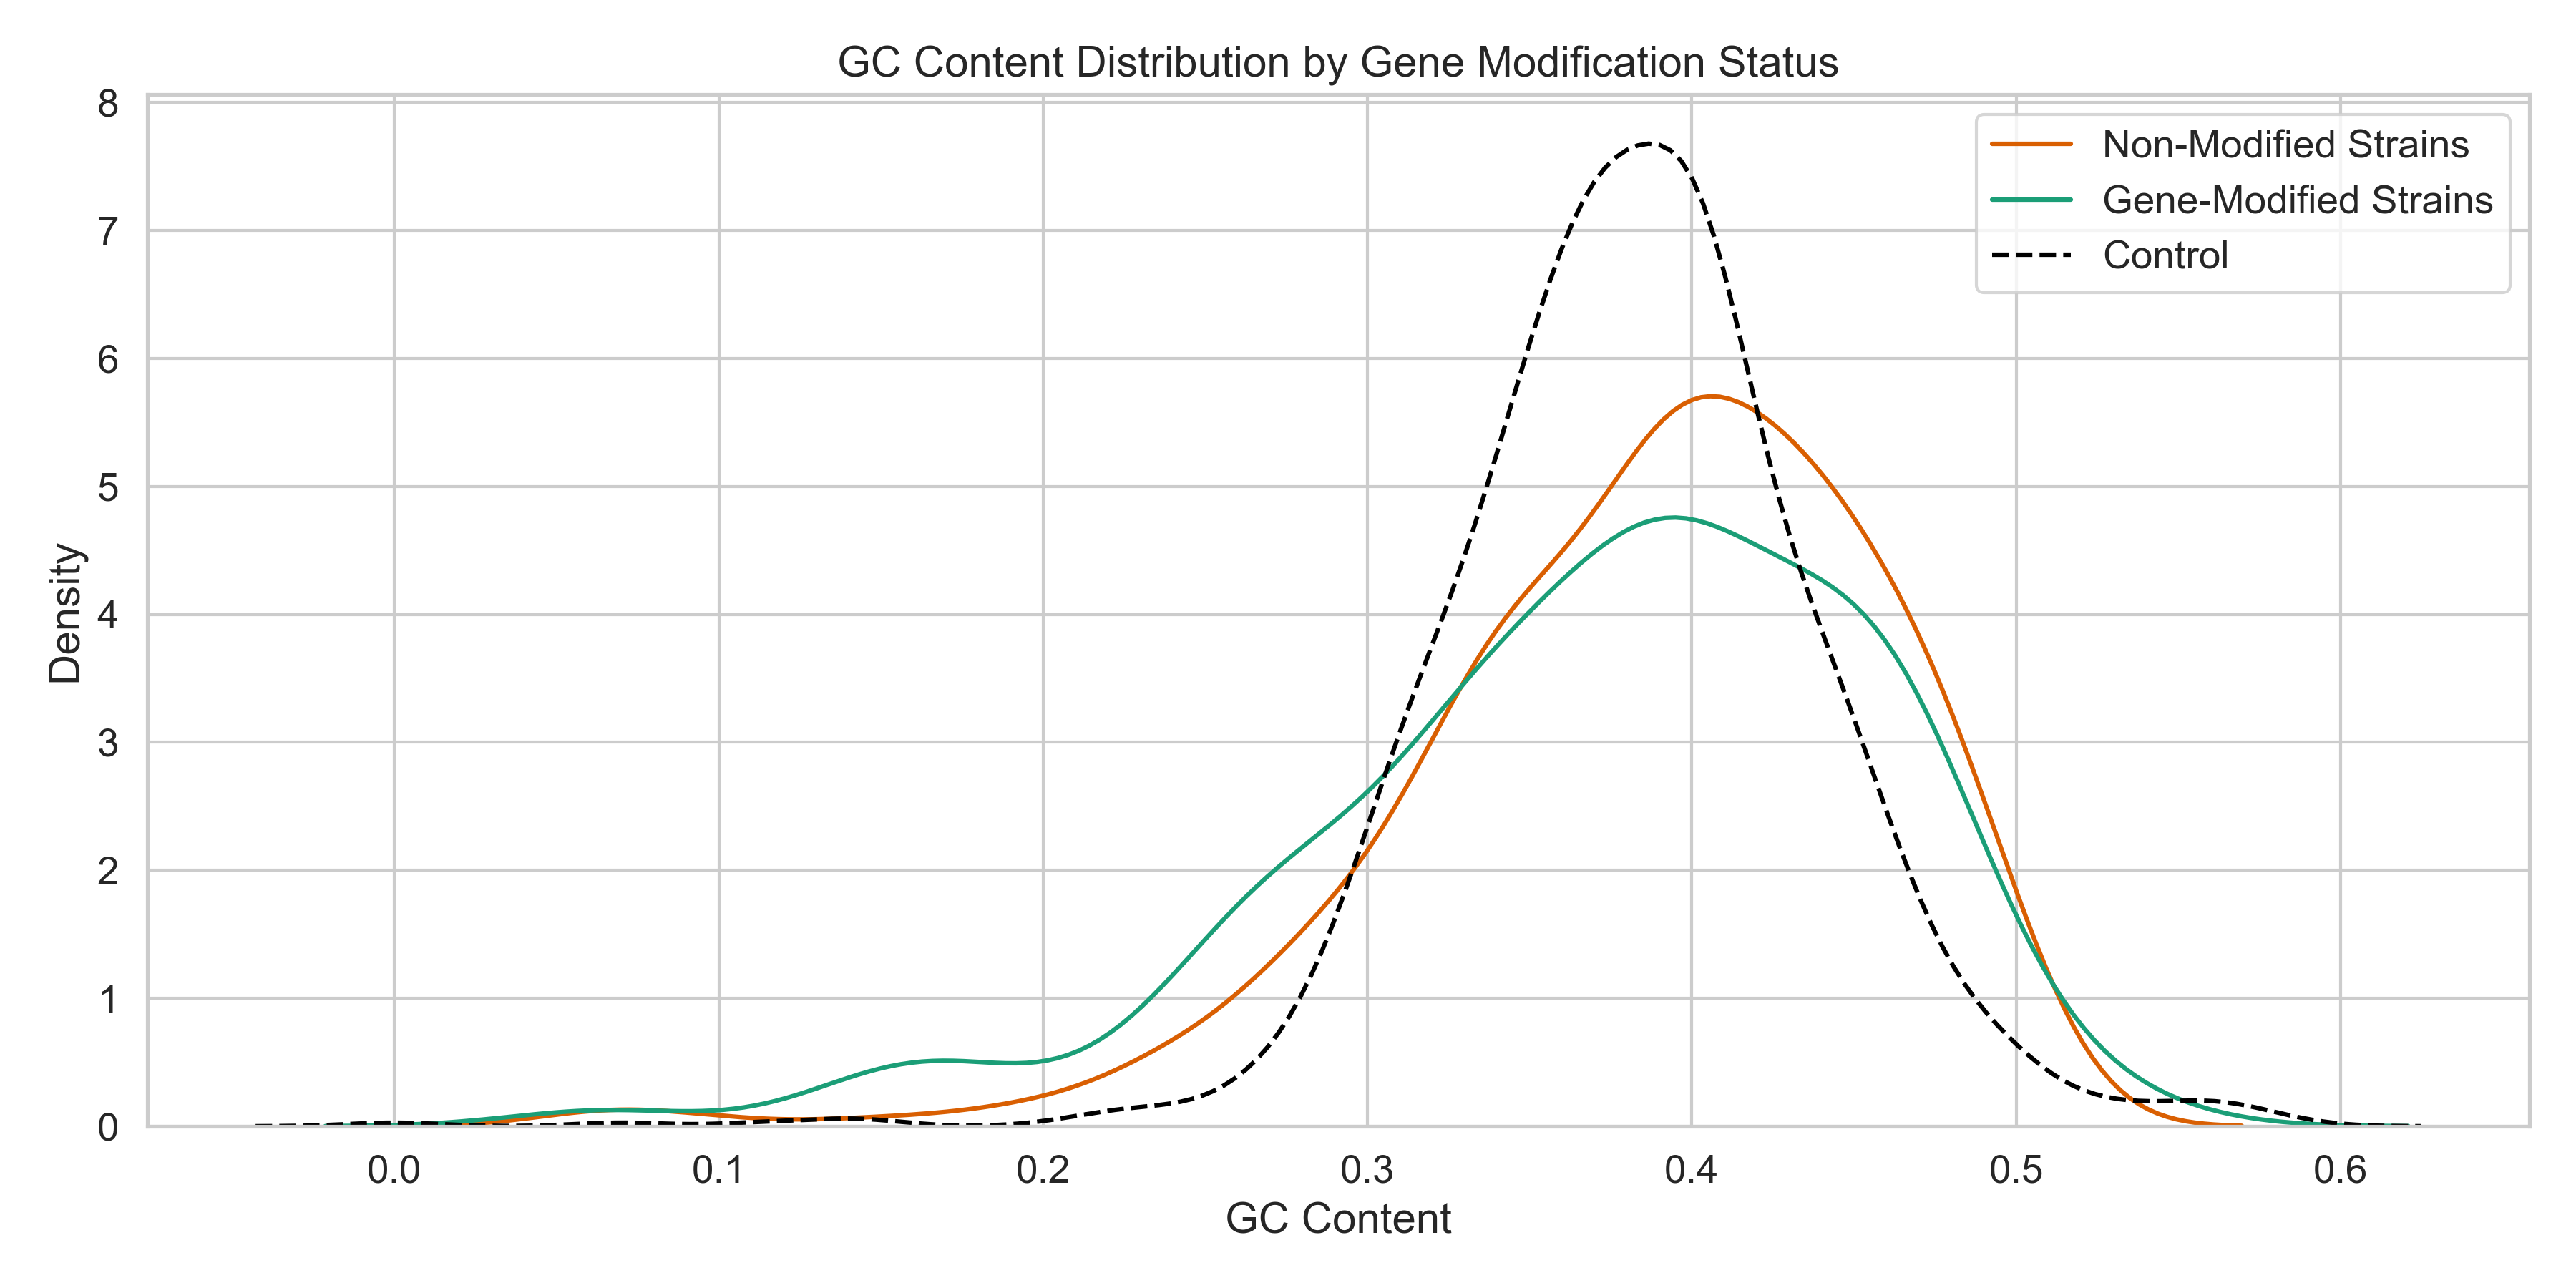 GC Content Distribution by Gene Modification Status
8
7
6
5
4
3
2
1
0
Density
Non-Modified Strains
Gene-Modified Strains
Control
0.0 0.1 0.2 0.3 0.4 0.5 0.6
GC Content